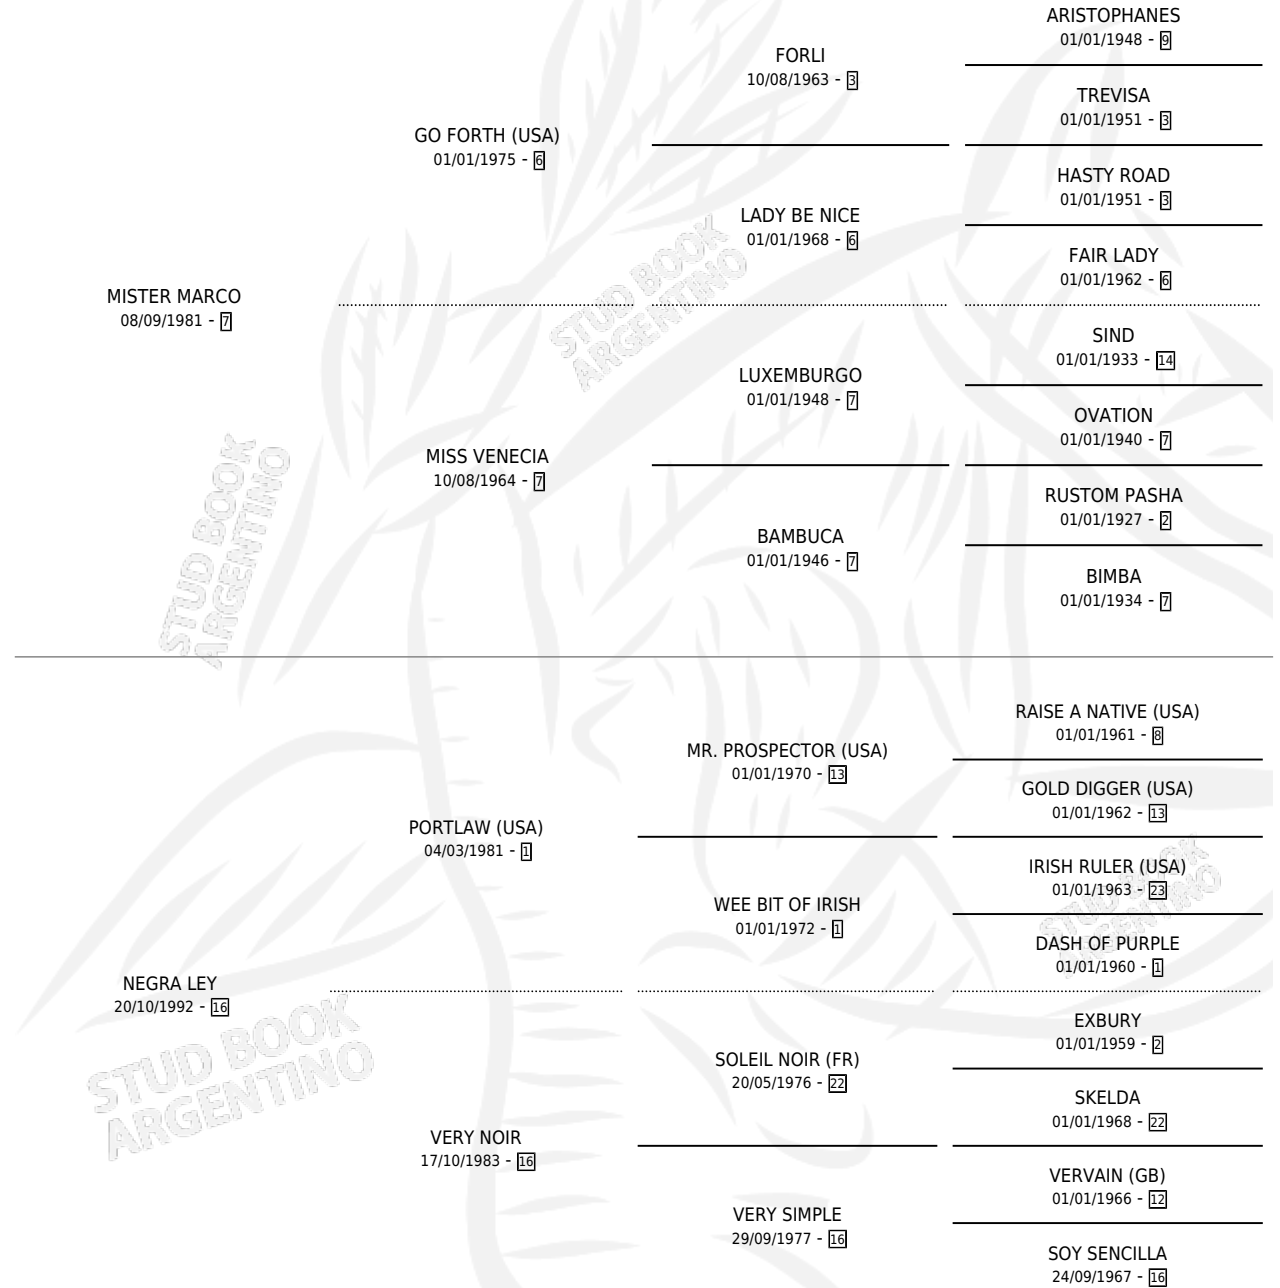 ARISTOPHANES
01/01/1948 - 9
FORLI
10/08/1963 - 3
TREVISA
01/01/1951 - 3
GO FORTH (USA)
01/01/1975 - 6
HASTY ROAD
01/01/1951 - 3
LADY BE NICE
01/01/1968 - 6
FAIR LADY
01/01/1962 - 6
MISTER MARCO
08/09/1981 - 7
SIND
01/01/1933 - 14
LUXEMBURGO
01/01/1948 - 7
OVATION
01/01/1940 - 7
MISS VENECIA
10/08/1964 - 7
RUSTOM PASHA
01/01/1927 - 2
BAMBUCA
01/01/1946 - 7
BIMBA
01/01/1934 - 7
RAISE A NATIVE (USA)
01/01/1961 - 8
MR. PROSPECTOR (USA)
01/01/1970 - 13
GOLD DIGGER (USA)
01/01/1962 - 13
PORTLAW (USA)
04/03/1981 - 1
IRISH RULER (USA)
01/01/1963 - 23
WEE BIT OF IRISH
01/01/1972 - 1
DASH OF PURPLE
01/01/1960 - 1
NEGRA LEY
20/10/1992 - 16
EXBURY
01/01/1959 - 2
SOLEIL NOIR (FR)
20/05/1976 - 22
SKELDA
01/01/1968 - 22
VERY NOIR
17/10/1983 - 16
VERVAIN (GB)
01/01/1966 - 12
VERY SIMPLE
29/09/1977 - 16
SOY SENCILLA
24/09/1967 - 16
STUD BOOK
ARGENTINO
STUD BOOK
ARGENTINO
STUD BOOK
ARGENTINO
STUD BOOK
ARGENTINO